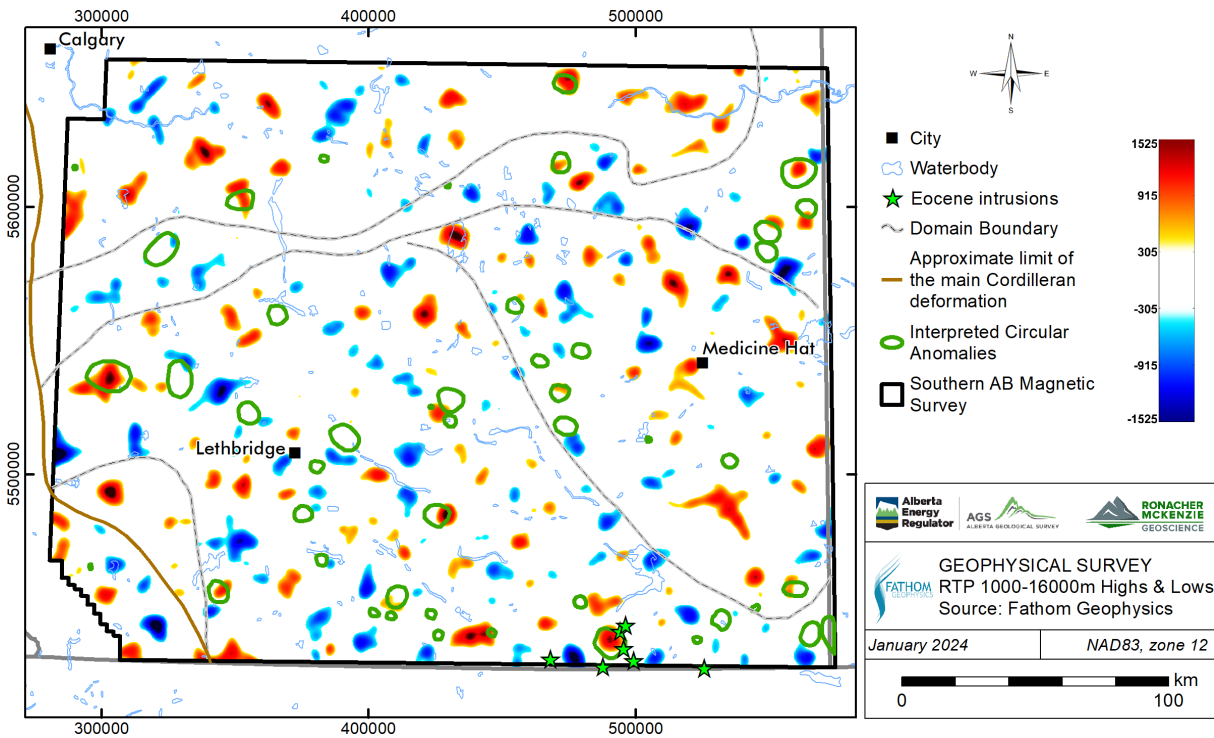 300000
400000
500000
Calgary
5600000
Medicine Hat
Lethbridge
5500000
300000
400000
500000
N
W
E
S
City
Waterbody
Eocene intrusions
Domain Boundary
Approximate limit of
the main Cordilleran
deformation
Interpreted Circular
Anomalies
Southern AB Magnetic
Survey
1525
915
305
-305
-915
-1525
Alberta
Energy
Regulator
AGS
ALBERTA GEOLOGICAL SURVEY
RONACHER
MCKENZIE
GEOSCIENCE
FATHOM
GEOPHYSICS
GEOPHYSICAL SURVEY
RTP 1000-16000m Highs & Lows
Source: Fathom Geophysics
January 2024
NAD83, zone 12
km
0
100